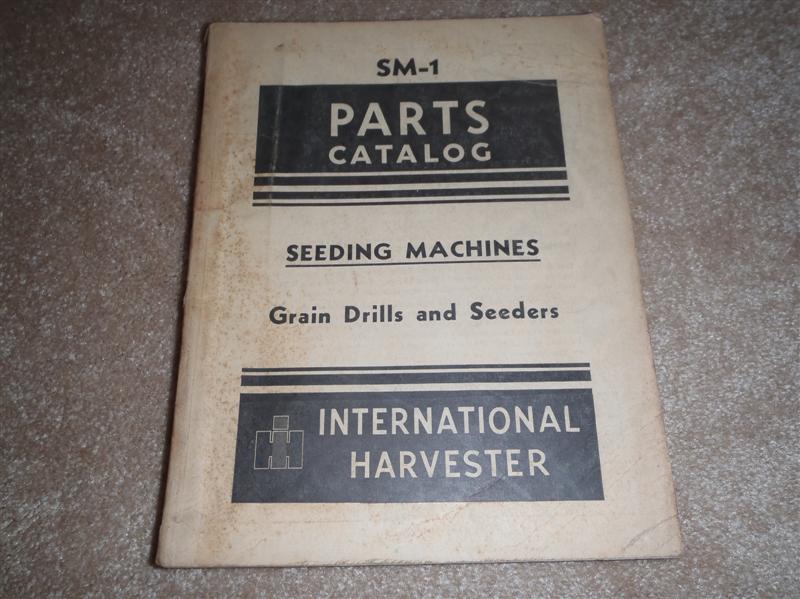 SM-1
PARTS
CATALOG
SEEDING MACHINES
Grain Drills and Seeders
INTERNATIONAL
HARVESTER